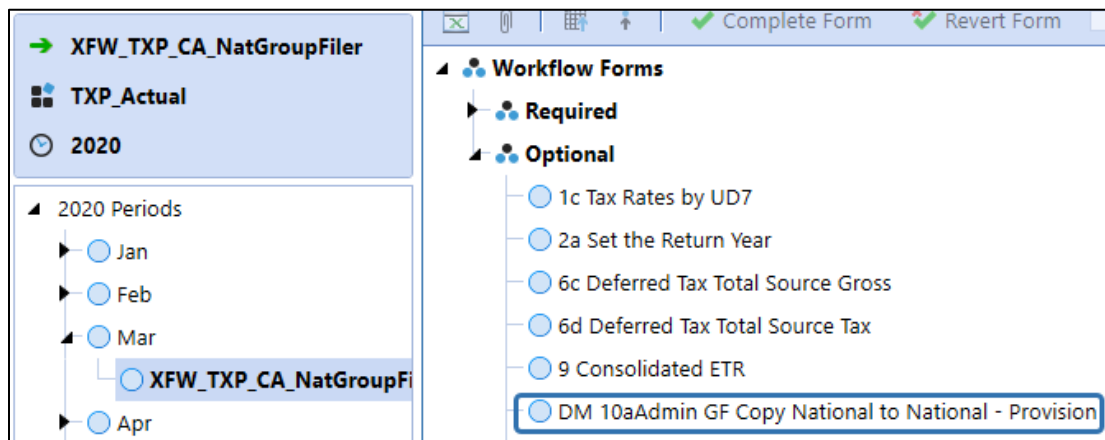 XFW_TXP_CA_NatGroupFiler
TXP_Actual
2020
2020 Periods
Jan
Feb
Mar
XFW_TXP_CA_NatGroupFi
Apr
Complete Form
Revert Form
Workflow Forms
Required
Optional
1c Tax Rates by UD7
2a Set the Return Year
6c Deferred Tax Total Source Gross
6d Deferred Tax Total Source Tax
9 Consolidated ETR
DM 10aAdmin GF Copy National to National - Provision